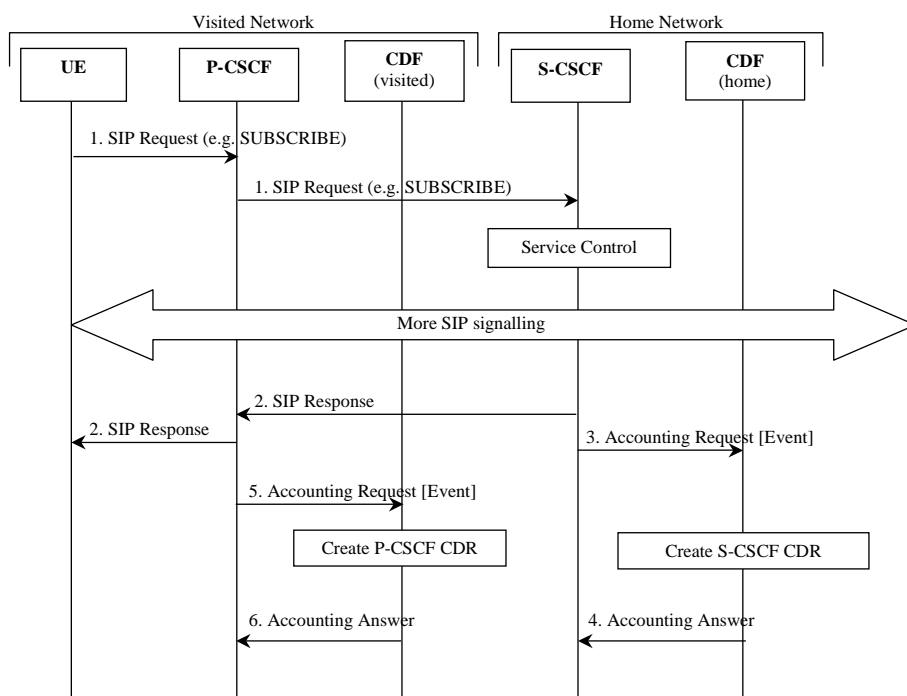 Visited Network
Home Network
UE
P-CSCF
CDF
(visited)
S-CSCF
CDF
(home)
1. SIP Request (e.g. SUBSCRIBE)
1. SIP Request (e.g. SUBSCRIBE)
Service Control
More SIP signalling
2. SIP Response
2. SIP Response
3. Accounting Request [Event]
5. Accounting Request [Event]
Create P-CSCF CDR
Create S-CSCF CDR
6. Accounting Answer
4. Accounting Answer